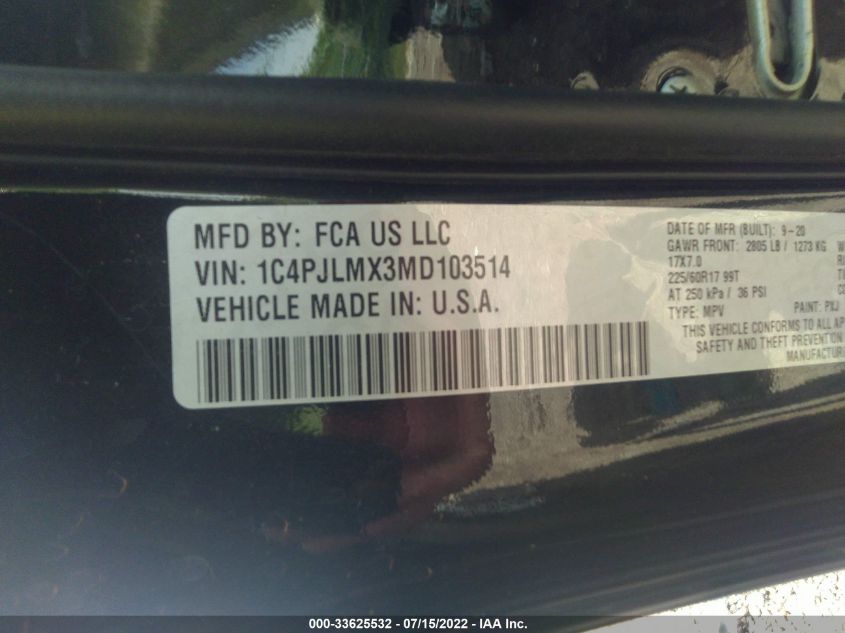 MFD BY: FCA US LLC
VIN: 1C4PJLMX3MD103514
VEHICLE MADE IN: U.S.A.
DATE OF MFR (BUILT): 9-20
GAWR FRONT: 2805 LB / 1273 KG
17X7.0
225/60R17 99T
AT 250 kPa / 36 PSI
TYPE: MPV PAINT: PXJ
THIS VEHICLE CONFORMS TO ALL AP
SAFETY AND THEFT PREVENTION
MANUFACTUR
000-33625532 - 07/15/2022 - IAA Inc.